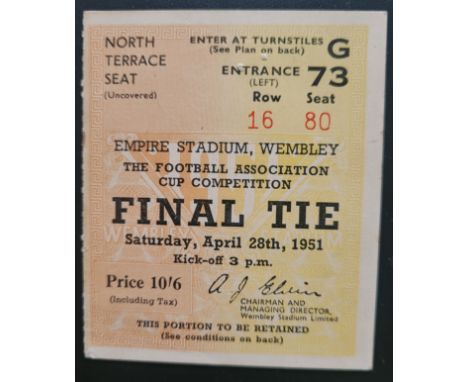 NORTH
TERRACE
SEAT
(Uncovered)
ENTER AT TURNSTILES G
(See Plan on back)
ENTRANCE 73
(LEFT)
Row Seat
16 80
EMPIRE STADIUM, WEMBLEY
THE FOOTBALL ASSOCIATION
CUP COMPETITION
FINAL TIE
Saturday, April 28th, 1951
Kick-off 3 p.m.
Price 10/6
(Including Tax)
A J Elvin
CHAIRMAN AND
MANAGING DIRECTOR,
Wembley Stadium Limited
THIS PORTION TO BE RETAINED
(See conditions on back)